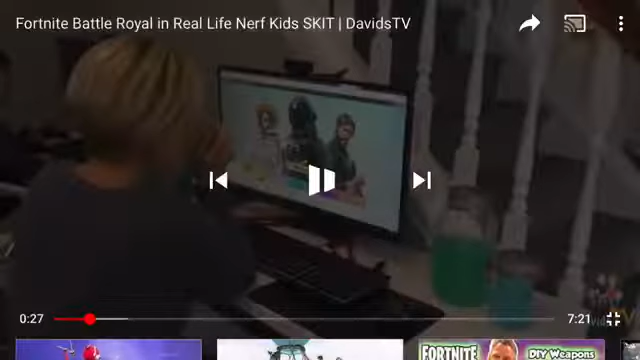 Fortnite Battle Royal in Real Life Nerf Kids SKIT | DavidsTV
0:27
7:21
FORTNITE
DIY Weapons